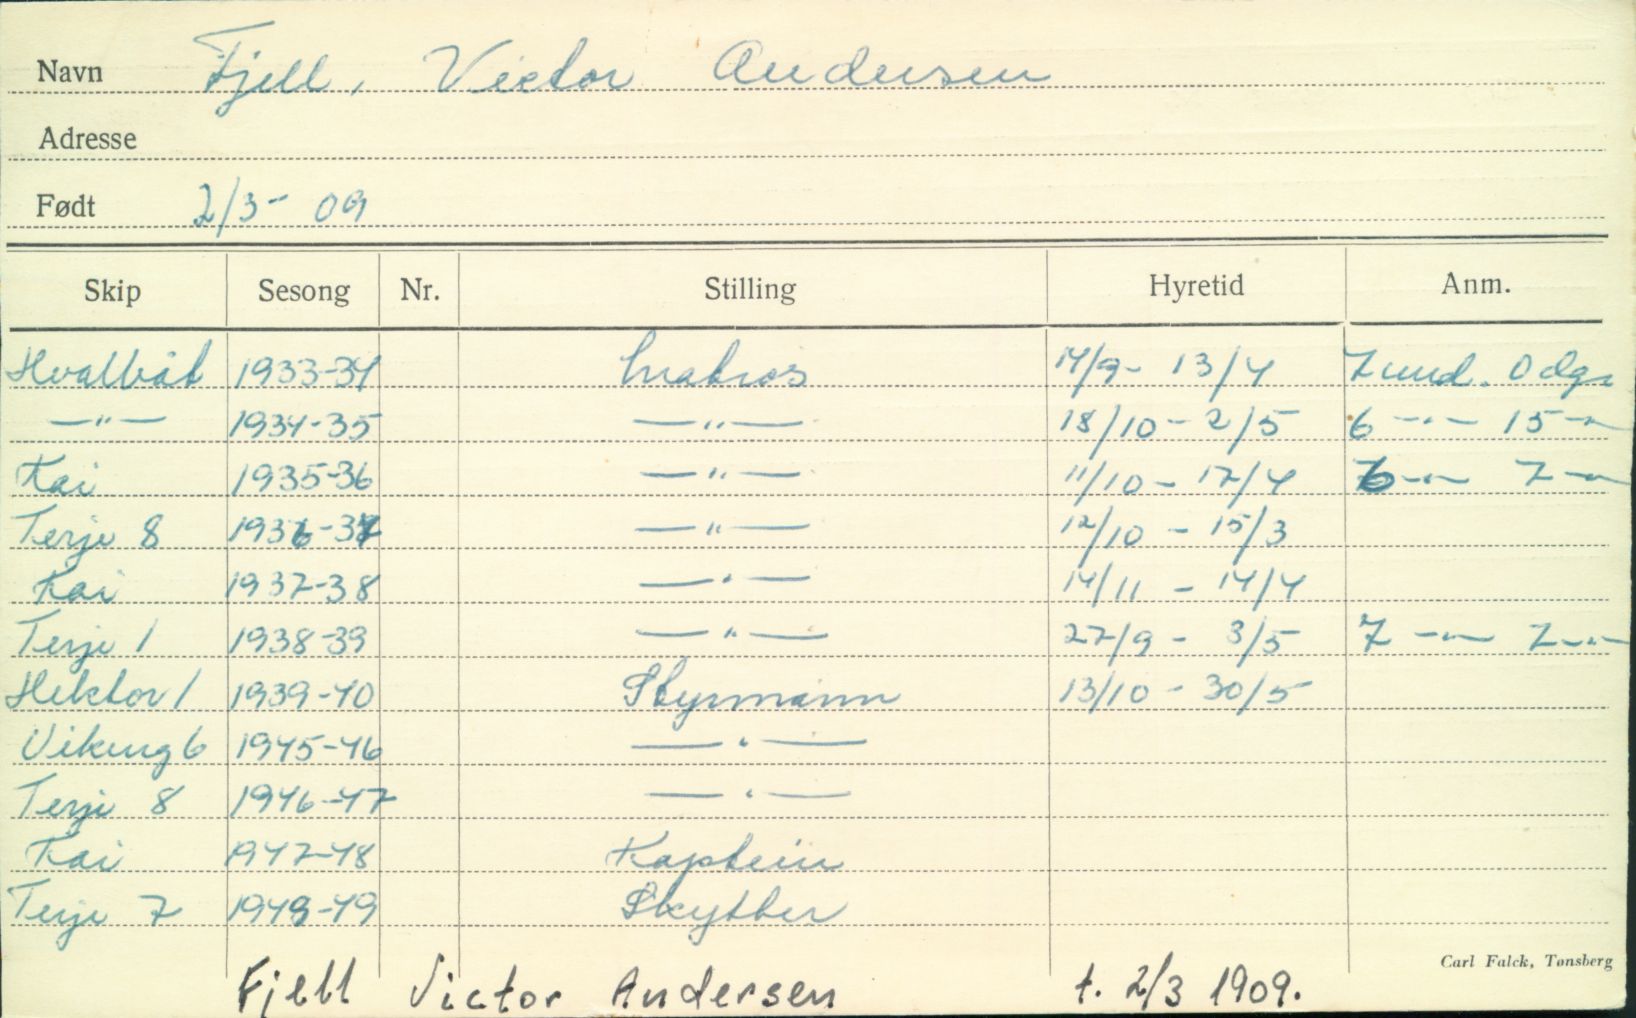 Navn Fjell, Victor Andersen
Adresse
Født 2/3 - 09
Skip Sesong Nr. Stilling Hyretid Anm.
Hvalbåt 1933-34 Matros 14/9 - 13/4 7 mnd. 0 dgr
—"— 1934-35 —"— 18/10 - 2/5 6 —"— 15 —"—
Kai 1935-36 —"— 11/10 - 17/4 6 —"— 7 —"—
Terje 8 1936-37 —"— 12/10 - 15/3
Kai 1937-38 —"— 14/11 - 14/4
Terje 1 1938-39 —"— 27/9 - 3/5 7 —"— 7 —"—
Hektor 1 1939-40 Styrmann 13/10 - 30/5
Viking 6 1945-46 —"—
Terje 8 1946-47 —"—
Kai 1947-48 Kaptein
Terje 7 1948-49 Skytter
Carl Falck, Tønsberg
Fjell Victor Andersen f. 2/3 1909.